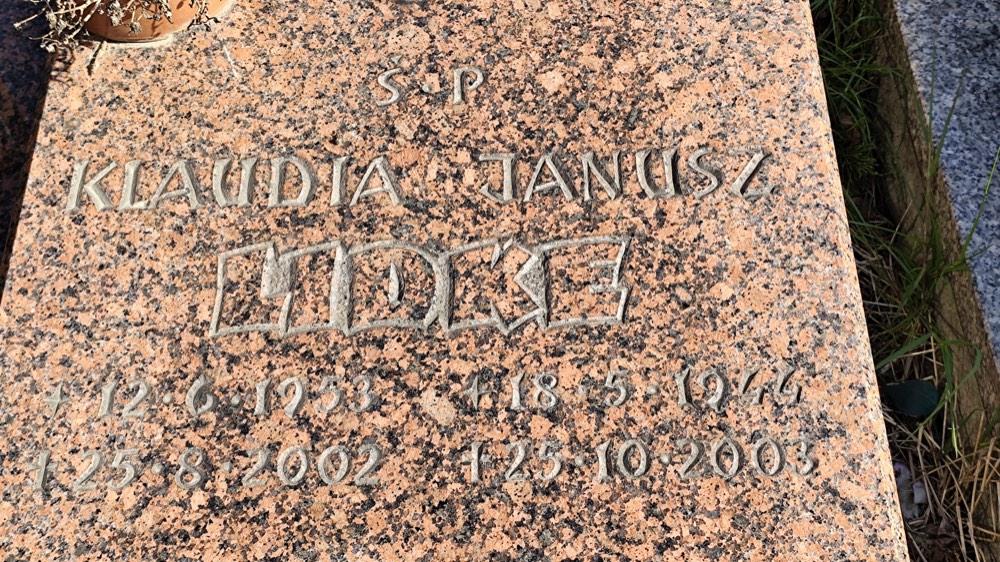 Ś·P
KLAUDIA JANUSZ
LIDKE
* 12·6·1953 * 18·5·1944
† 25·8·2002 † 25·10·2003